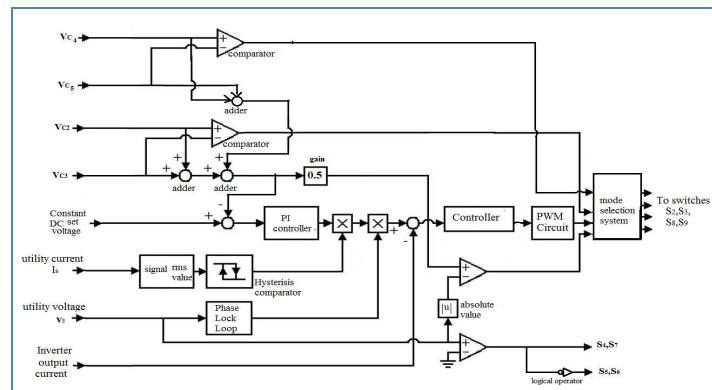 VC4
+
−
comparator
VC5
adder
VC2
+
−
comparator
+
+
gain
VC3
+
+
0.5
adder
adder
-
Constant
DC set
voltage
+
PI
controller
X
X
+
-
Controller
PWM
Circuit
mode
selection
system
To switches
S2,S3,
S8,S9
utility current
Is
signal rms
value
Hysterisis
comparator
+
−
utility voltage
vs
Phase
Lock
Loop
|u|
absolute
value
Inverter
output
current
+
−
S4,S7
logical operator
S5,S6